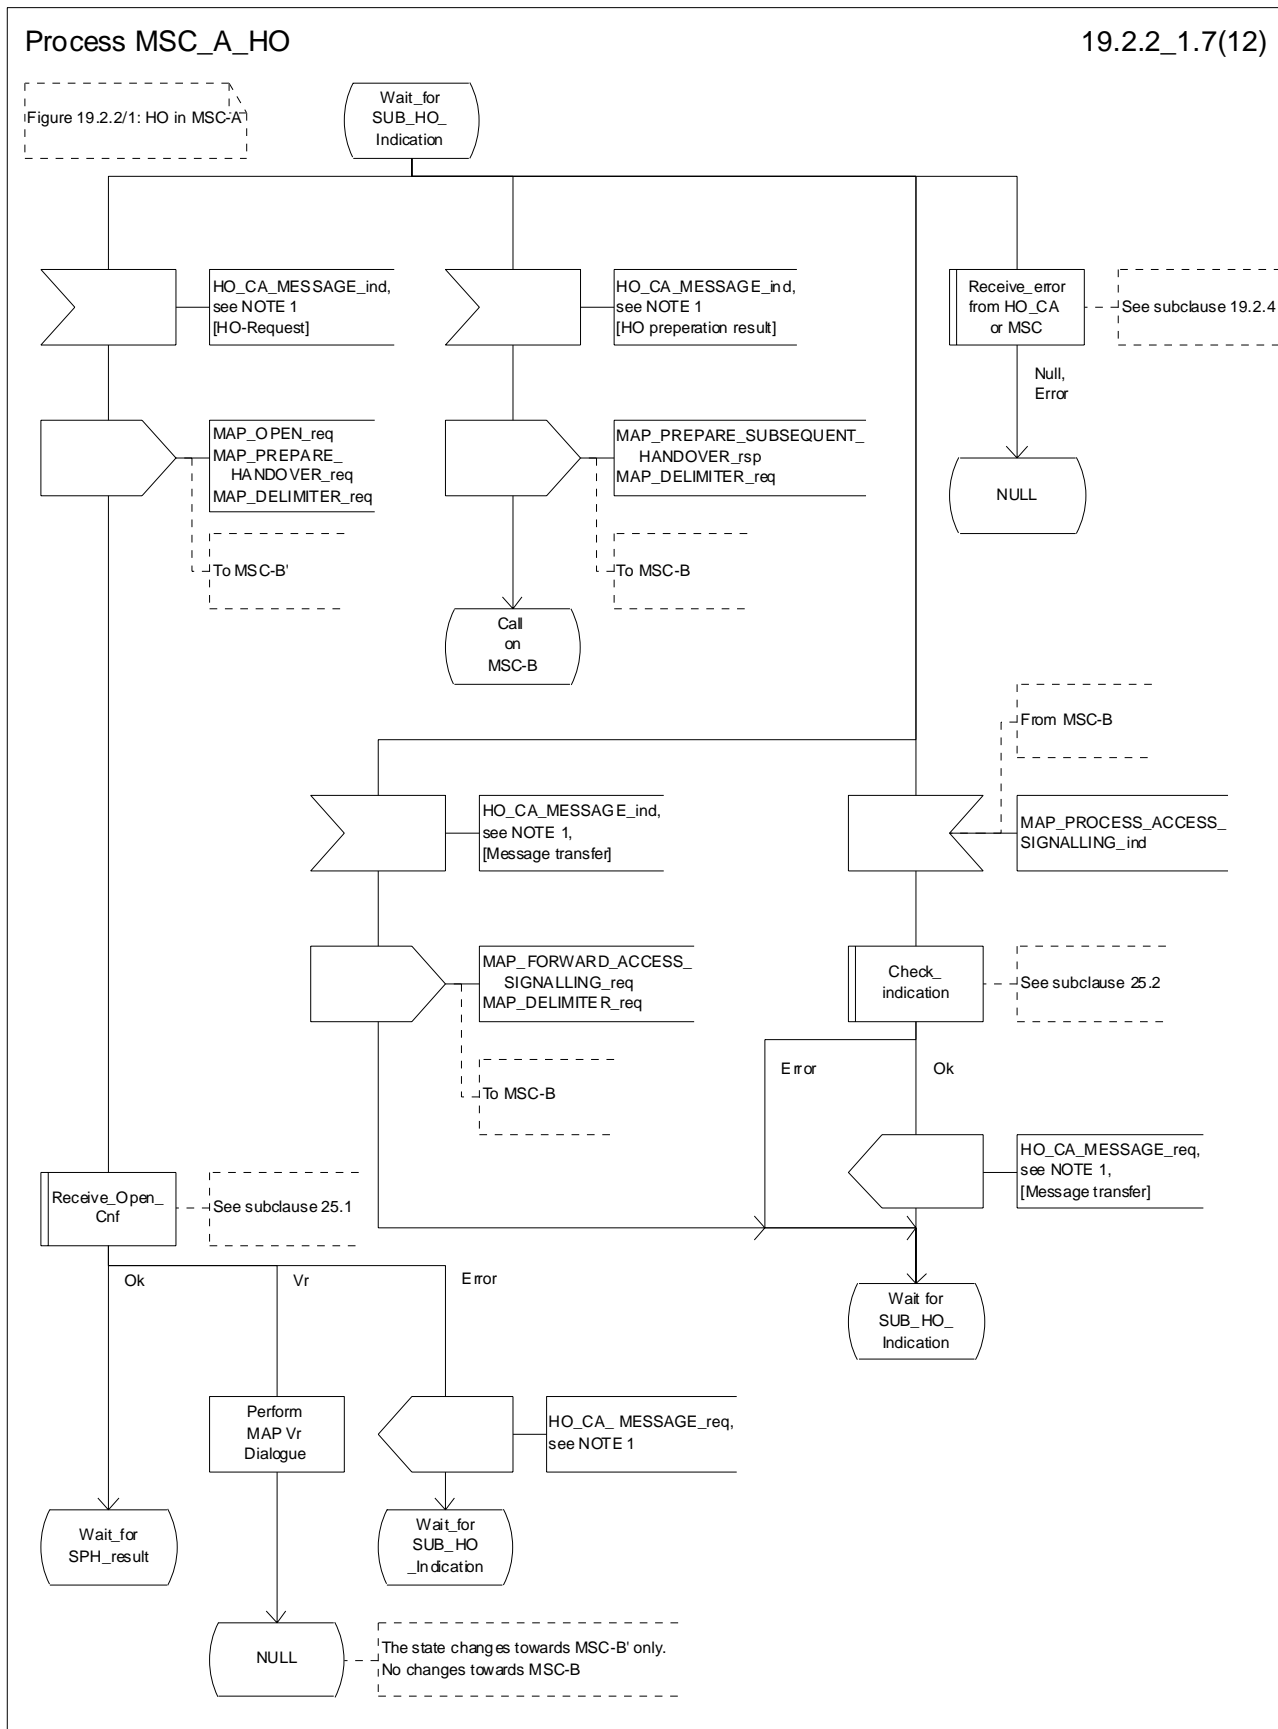 Process MSC_A_HO
19.2.2_1.7(12)
Figure 19.2.2/1: HO in MSC-A
Wait_for
SUB_HO_
Indication
HO_CA_MESSAGE_ind,
see NOTE 1
[HO-Request]
HO_CA_MESSAGE_ind,
see NOTE 1
[HO preperation result]
Receive_error
from HO_CA
or MSC
See subclause 19.2.4
Null,
Error
MAP_OPEN_req
MAP_PREPARE_
HANDOVER_req
MAP_DELIMITER_req
MAP_PREPARE_SUBSEQUENT_
HANDOVER_rsp
MAP_DELIMITER_req
NULL
To MSC-B'
To MSC-B
Call
on
MSC-B
From MSC-B
HO_CA_MESSAGE_ind,
see NOTE 1,
[Message transfer]
MAP_PROCESS_ACCESS_
SIGNALLING_ind
MAP_FORWARD_ACCESS_
SIGNALLING_req
MAP_DELIMITER_req
Check_
indication
See subclause 25.2
Error
Ok
To MSC-B
HO_CA_MESSAGE_req,
see NOTE 1,
[Message transfer]
Receive_Open_
Cnf
See subclause 25.1
Ok
Vr
Error
Wait for
SUB_HO_
Indication
Perform
MAP Vr
Dialogue
HO_CA_ MESSAGE_req,
see NOTE 1
Wait_for
SPH_result
Wait_for
SUB_HO
_Indication
NULL
The state changes towards MSC-B' only.
No changes towards MSC-B